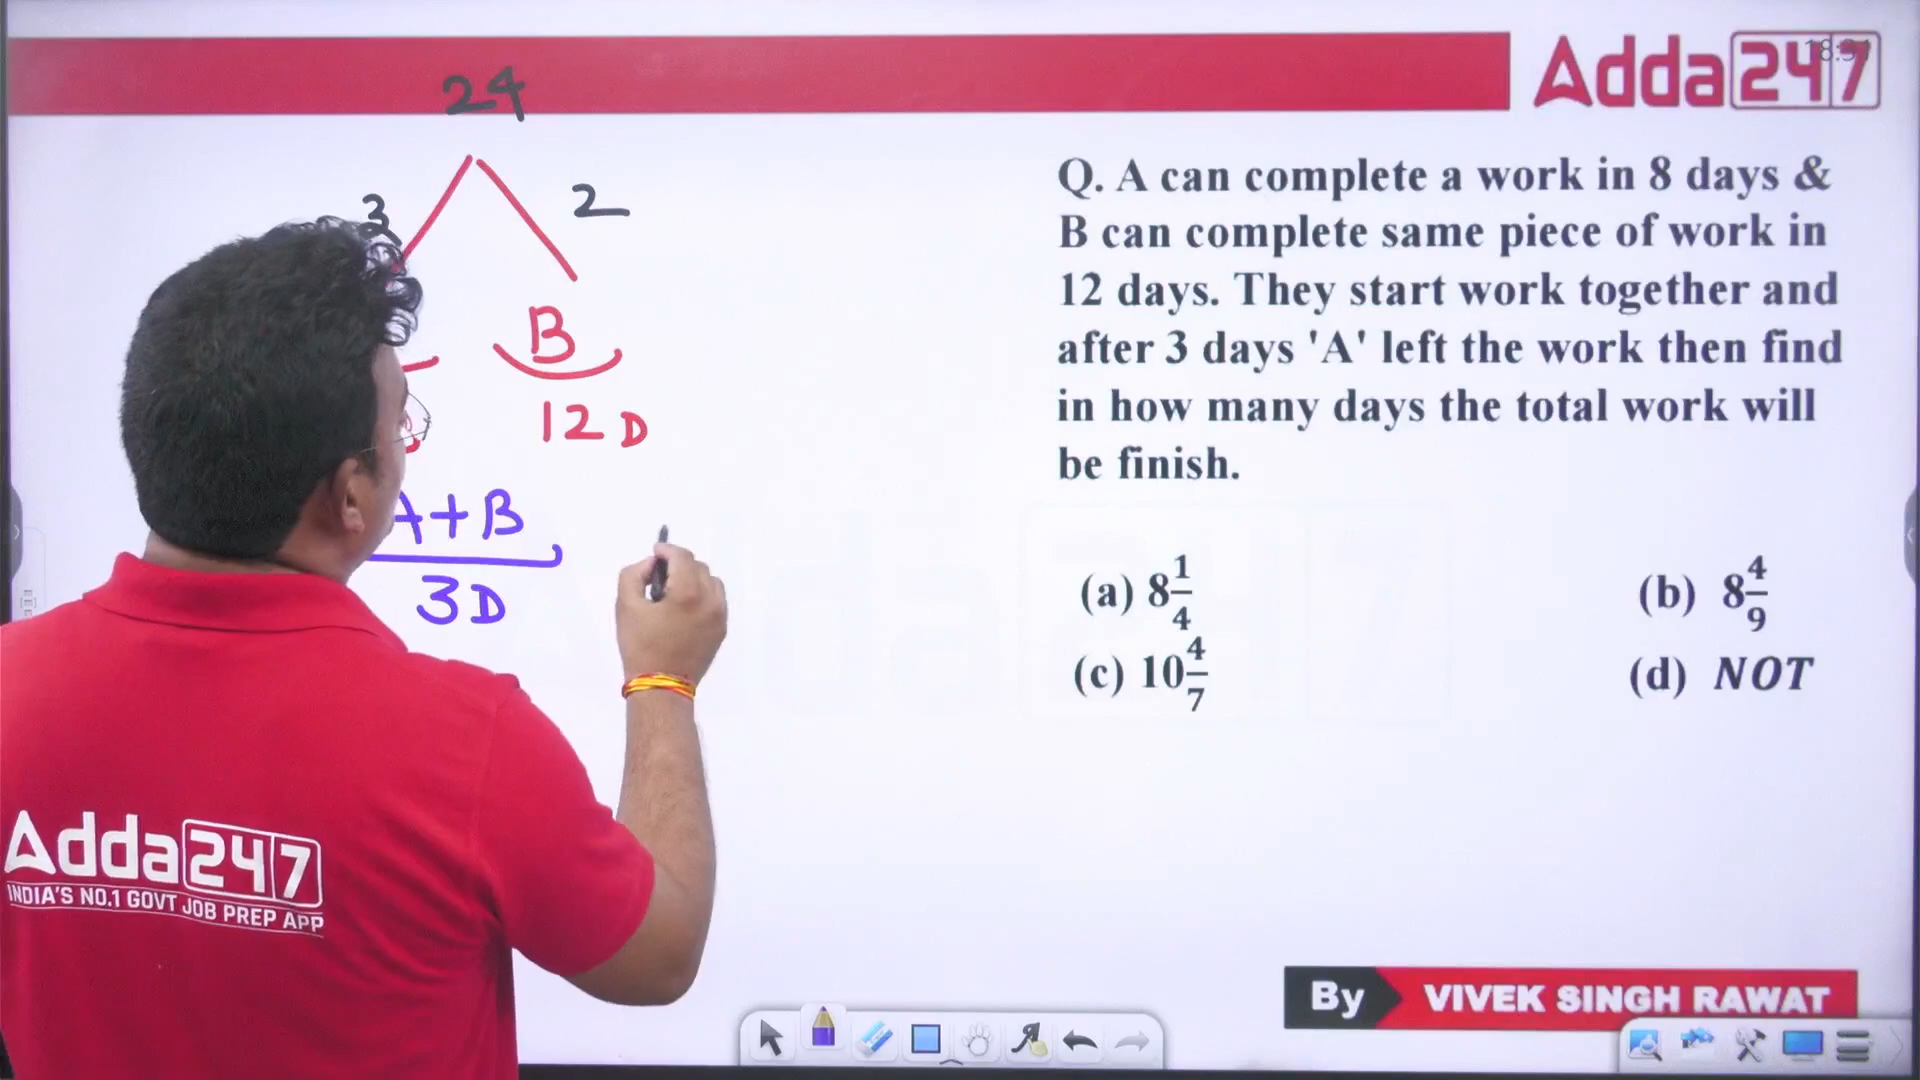 Adda247
18:31
24
3
2
B
12D
A+B
3D
Q. A can complete a work in 8 days &
B can complete same piece of work in
12 days. They start work together and
after 3 days 'A' left the work then find
in how many days the total work will
be finish.
(a) 8 1/4
(b) 8 4/9
(c) 10 4/7
(d) NOT
Adda247
INDIA'S NO.1 GOVT JOB PREP APP
By VIVEK SINGH RAWAT